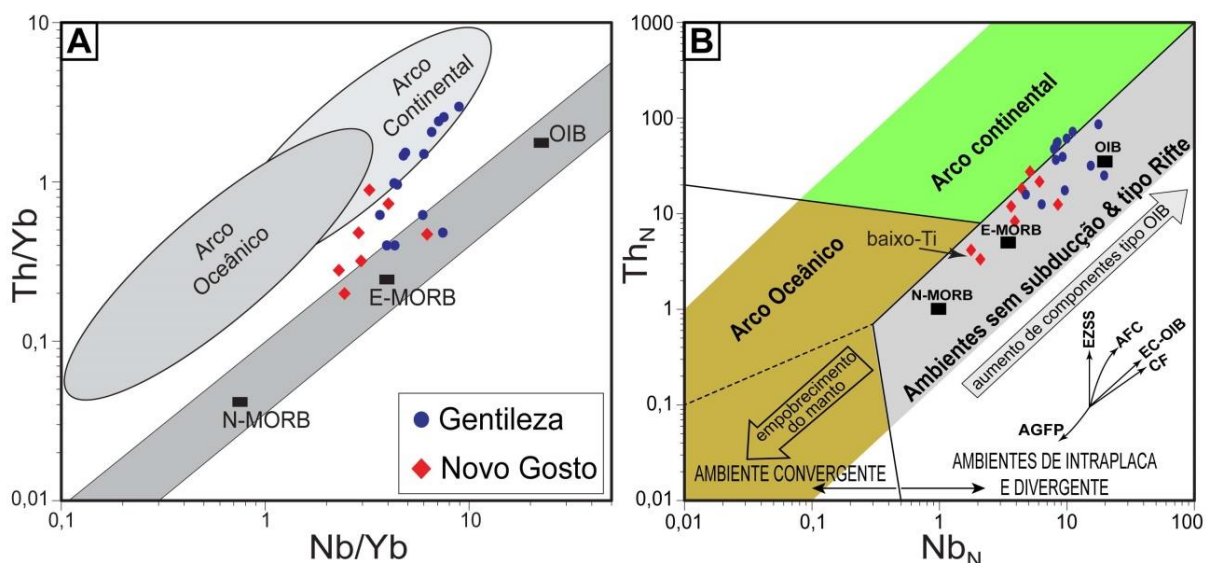 A
10
1
0,1
0,01
Th/Yb
0,1
1
10
Nb/Yb
Arco
Continental
Arco
Oceânico
OIB
E-MORB
N-MORB
Gentileza
Novo Gosto
B
1000
100
10
1
0,1
0,01
ThN
0,01
0,1
1
10
100
NbN
Arco continental
Arco Oceânico
Ambientes sem subducção & tipo Rifte
OIB
E-MORB
baixo-Ti
N-MORB
aumento de componentes tipo OIB
empobrecimento
do manto
EZSS
AFC
EC-OIB
CF
AGFP
AMBIENTE CONVERGENTE
AMBIENTES DE INTRAPLACA
E DIVERGENTE